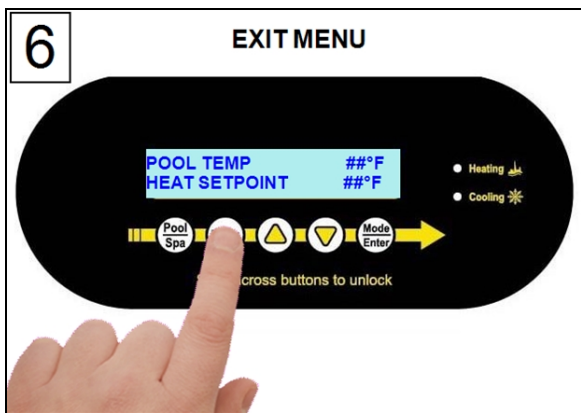 6
EXIT MENU
POOL TEMP ##°F
HEAT SETPOINT ##°F
Heating
Cooling
Pool
Spa
Mode
Enter
cross buttons to unlock